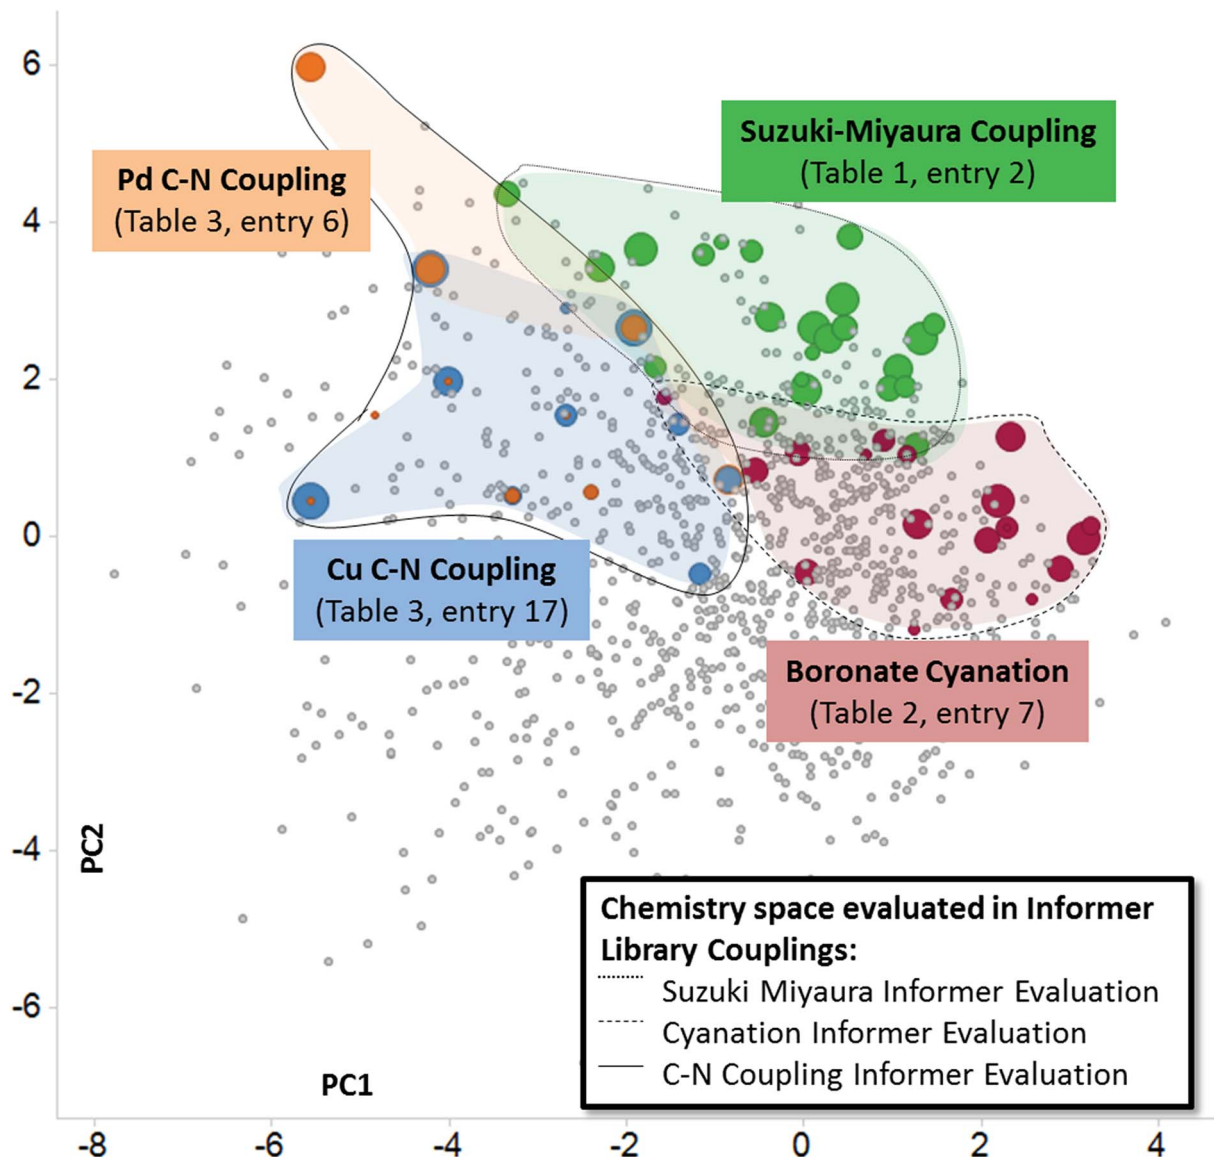 6
4
2
0
-2
-4
-6
PC2
Pd C-N Coupling
(Table 3, entry 6)
Suzuki-Miyaura Coupling
(Table 1, entry 2)
Cu C-N Coupling
(Table 3, entry 17)
Boronate Cyanation
(Table 2, entry 7)
Chemistry space evaluated in Informer
Library Couplings:
Suzuki Miyaura Informer Evaluation
Cyanation Informer Evaluation
C-N Coupling Informer Evaluation
PC1
-8 -6 -4 -2 0 2 4